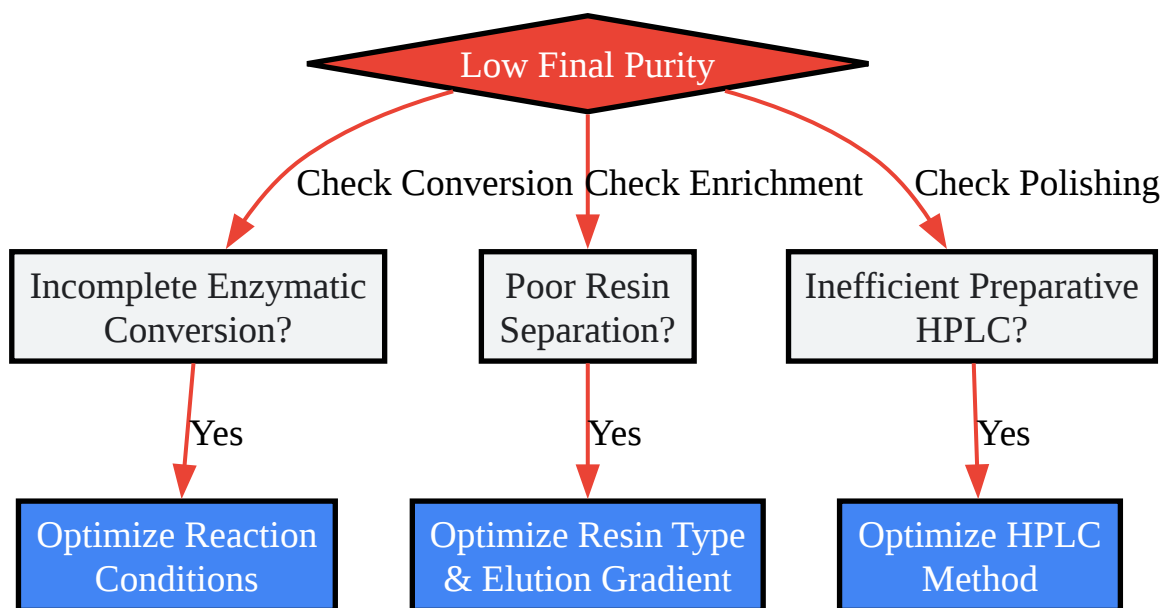 Low Final Purity
Check Conversion
Check Enrichment
Check Polishing
Incomplete Enzymatic
Conversion?
Poor Resin
Separation?
Inefficient Preparative
HPLC?
Yes
Yes
Yes
Optimize Reaction
Conditions
Optimize Resin Type
& Elution Gradient
Optimize HPLC
Method